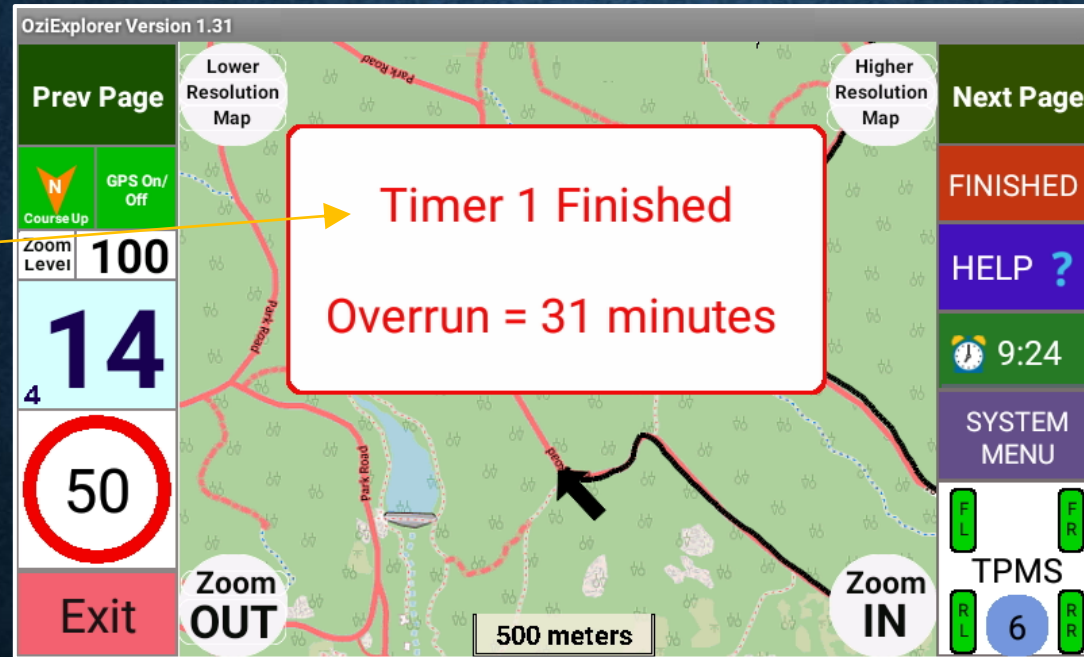 OziExplorer Version 1.31
Prev Page
Lower
Resolution
Map
Park Road
Higher
Resolution
Map
Next Page
N
Course Up
GPS On/
Off
Timer 1 Finished
FINISHED
Zoom
Level
100
HELP ?
Park Road
Overrun = 31 minutes
14
4
9:24
SYSTEM
MENU
50
Park Road
Road
F
L
F
R
TPMS
Exit
Zoom
OUT
500 meters
Zoom
IN
R
L
6
R
R